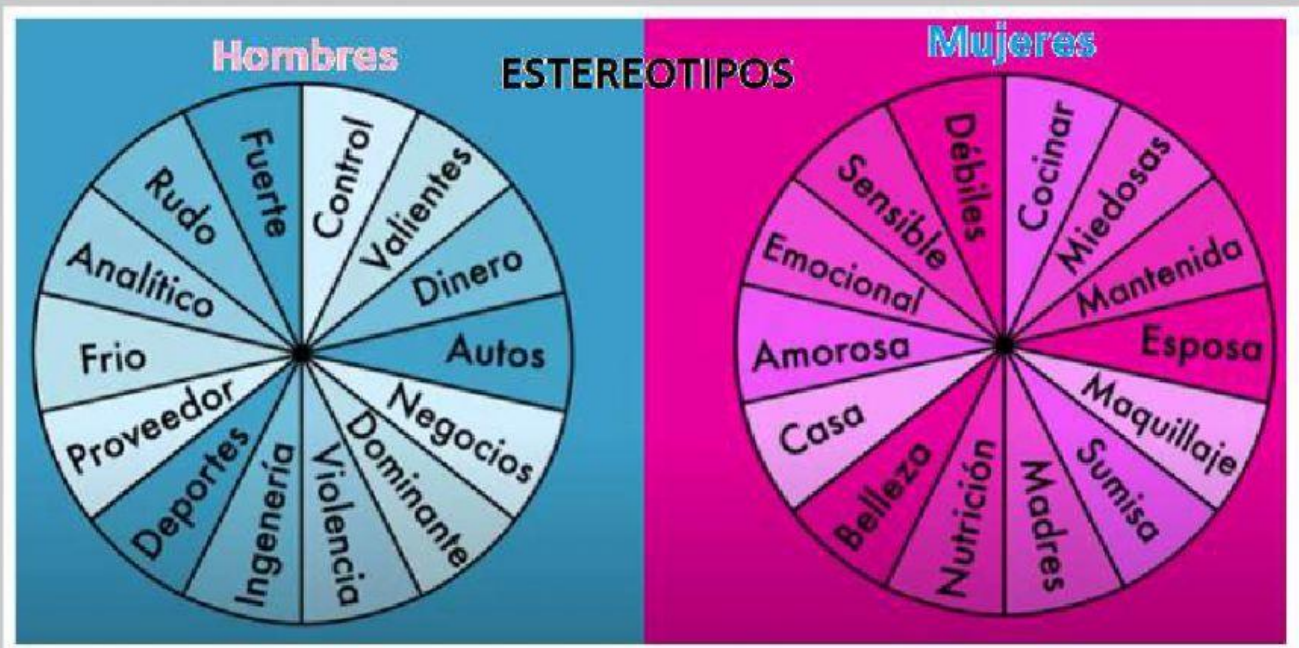 Hombres
ESTEREOTIPOS
Mujeres
Control
Valientes
Dinero
Autos
Negocios
Dominante
Violencia
Ingenería
Deportes
Proveedor
Frio
Analítico
Rudo
Fuerte
Cocinar
Miedosas
Mantenida
Esposa
Maquillaje
Sumisa
Madres
Nutrición
Belleza
Casa
Amorosa
Emocional
Sensible
Débiles